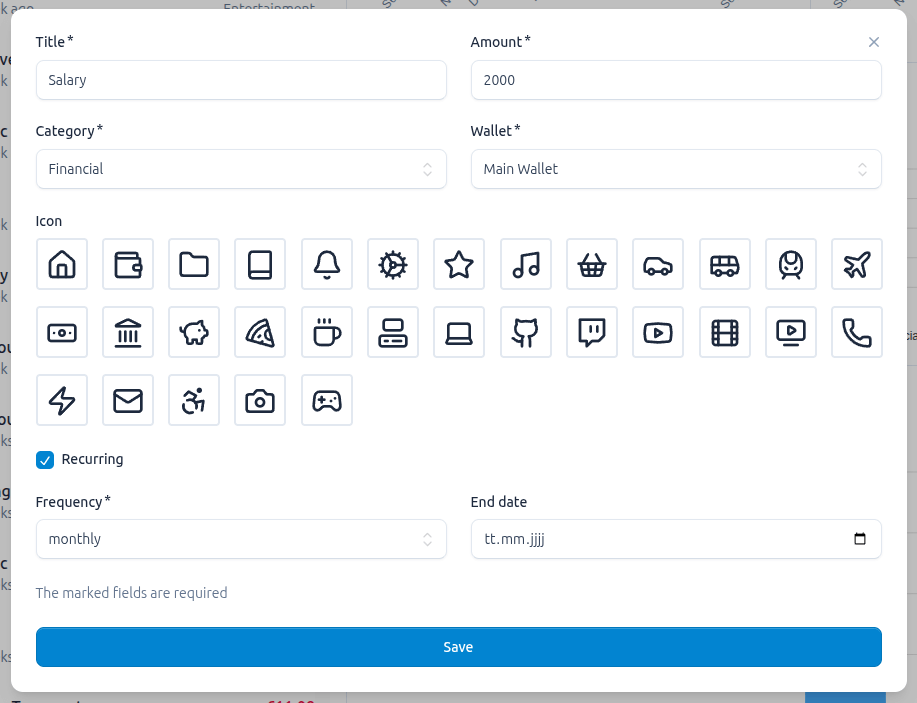 Entertainment
Title*
Amount*
Salary
2000
Category*
Wallet*
Financial
Main Wallet
Icon
Recurring
Frequency*
End date
monthly
tt.mm.jjjj
The marked fields are required
Save